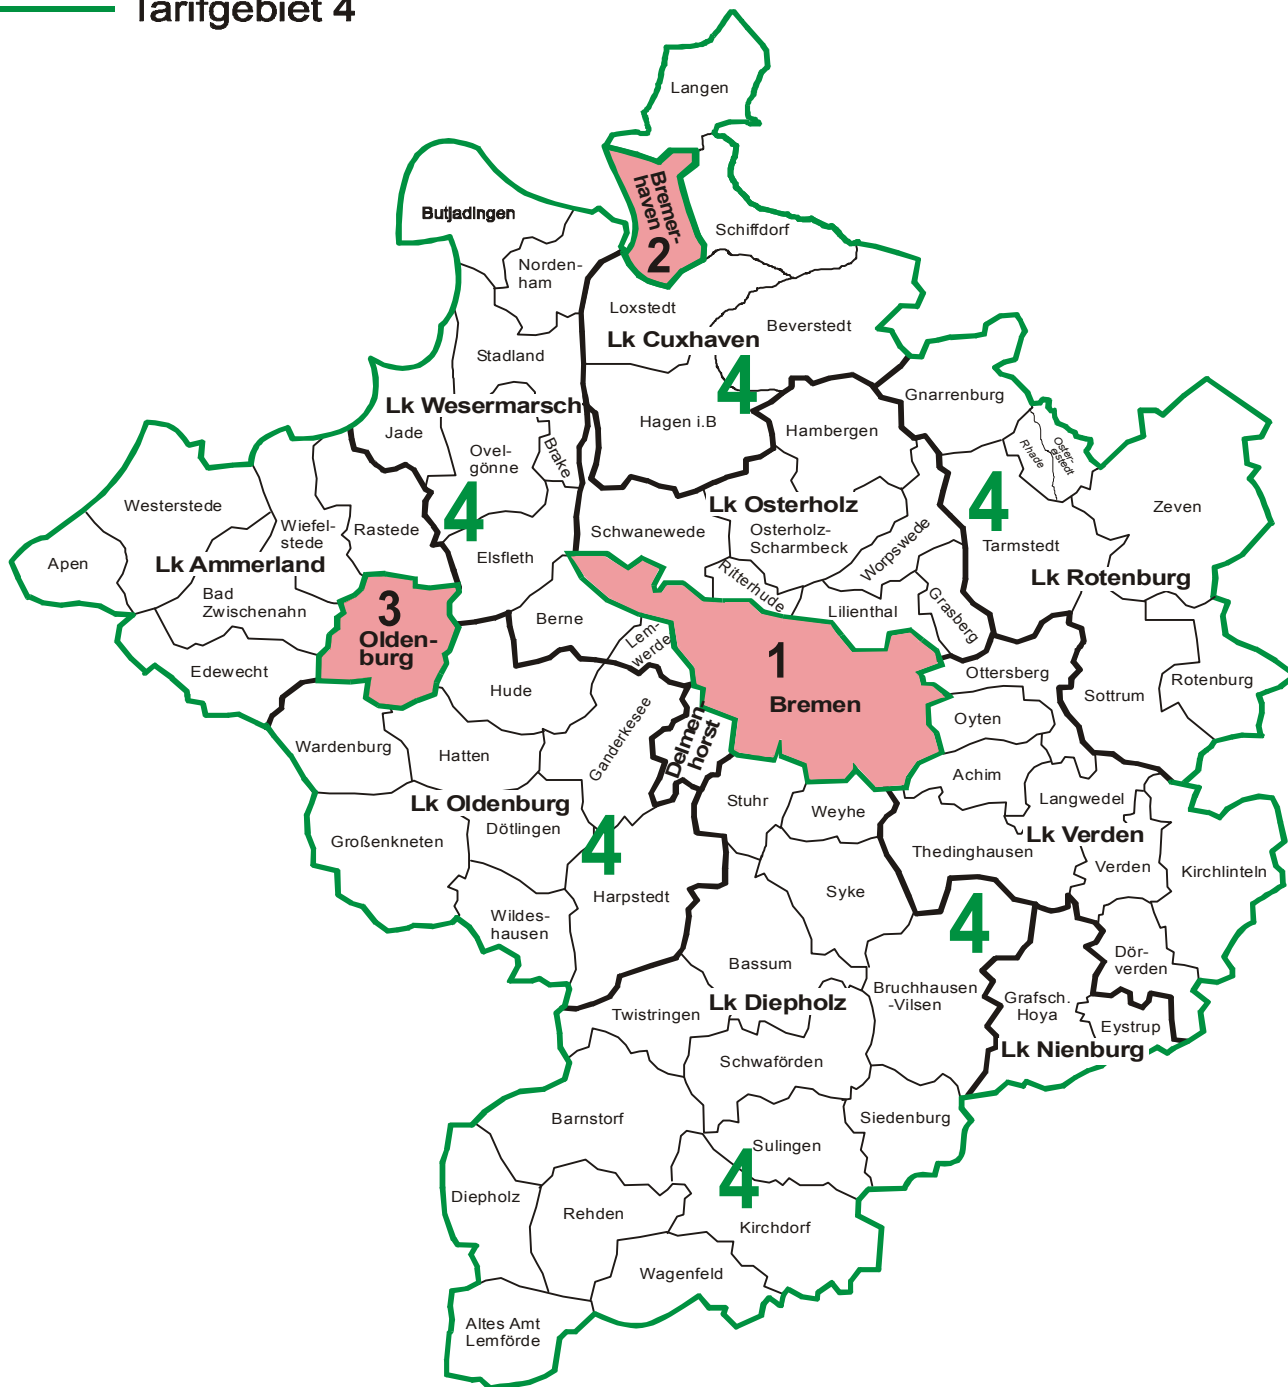 Tarifgebiet 4
Langen
Bremer-
haven
2
Butjadingen
Schiffdorf
Norden-
ham
Loxstedt
Beverstedt
Lk Cuxhaven
4
Stadland
Gnarrenburg
Lk Wesermarsch
Jade
Hagen i.B
Hambergen
Ovel-
gönne
Brake
Rhade
Oster-
eistedt
4
4
Westerstede
Wiefel-
stede
Rastede
Lk Osterholz
Zeven
Schwanewede
Osterholz-
Scharmbeck
Worpswede
Tarmstedt
Elsfleth
Apen
Lk Ammerland
Lk Rotenburg
Bad
Zwischenahn
Ritterhude
Lilienthal
Grasberg
3
Olden-
burg
Berne
Lem-
werde
1
Bremen
Edewecht
Hude
Ottersberg
Sottrum
Rotenburg
Oyten
Wardenburg
Hatten
Ganderkesee
Delmen-
horst
Achim
Langwedel
Lk Oldenburg
Stuhr
Weyhe
Großenkneten
Dötlingen
4
Thedinghausen
Lk Verden
Verden
Kirchlinteln
Harpstedt
Syke
Wildes-
hausen
4
Dör-
verden
Bassum
Bruchhausen
-Vilsen
Grafsch.
Hoya
Twistringen
Lk Diepholz
Eystrup
Lk Nienburg
Schwaförden
Barnstorf
Siedenburg
Sulingen
4
Diepholz
Rehden
Kirchdorf
Wagenfeld
Altes Amt
Lemförde